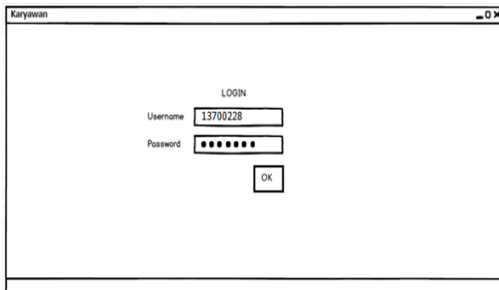 Karyawan
LOGIN
Username 13700228
Password ●●●●●●●
OK